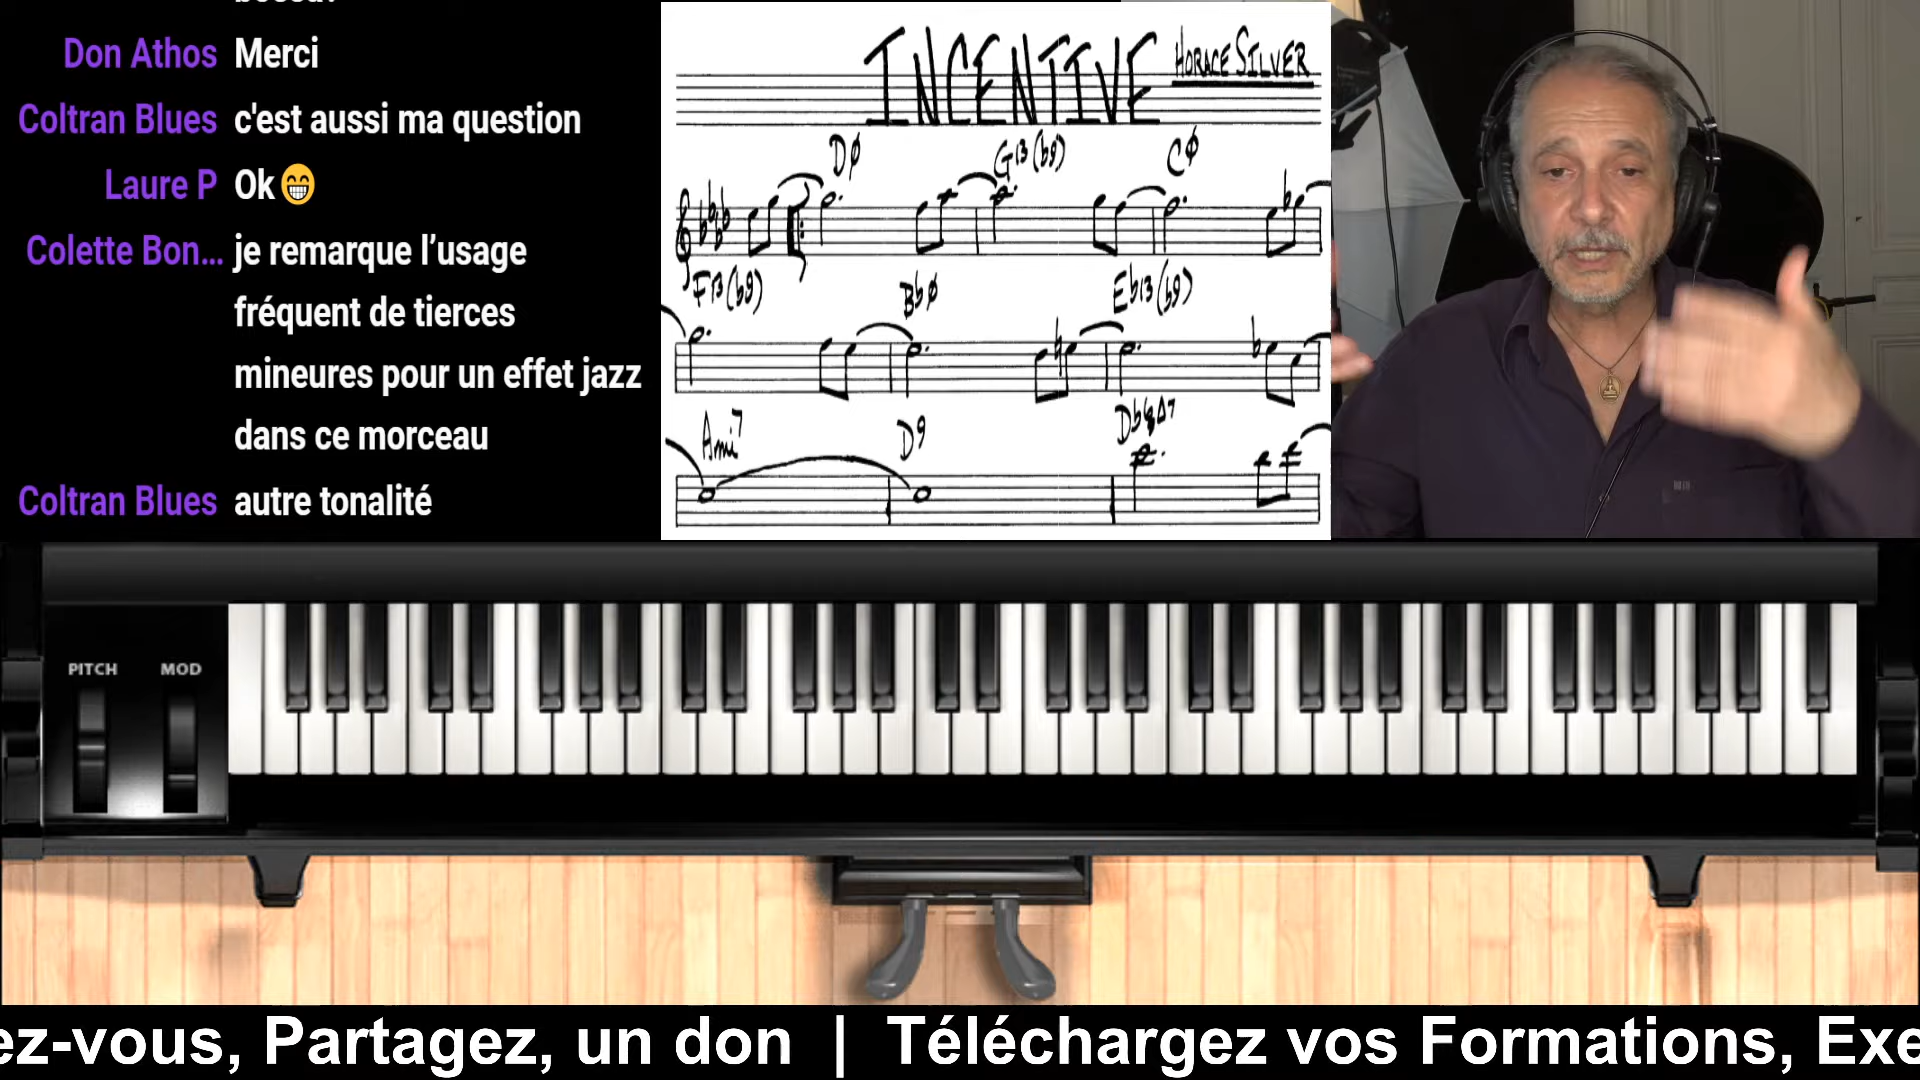 Don Athos Merci
Coltran Blues c'est aussi ma question
Laure P Ok😁
Colette Bon... je remarque l’usage
fréquent de tierces
mineures pour un effet jazz
dans ce morceau
Coltran Blues autre tonalité
INCENTIVE HORACE SILVER
DØ G13(b9) CØ
F13(b9) BbØ Eb13(b9)
Ami7 D9
PITCH MOD
ez-vous, Partagez, un don | Téléchargez vos Formations, Exe